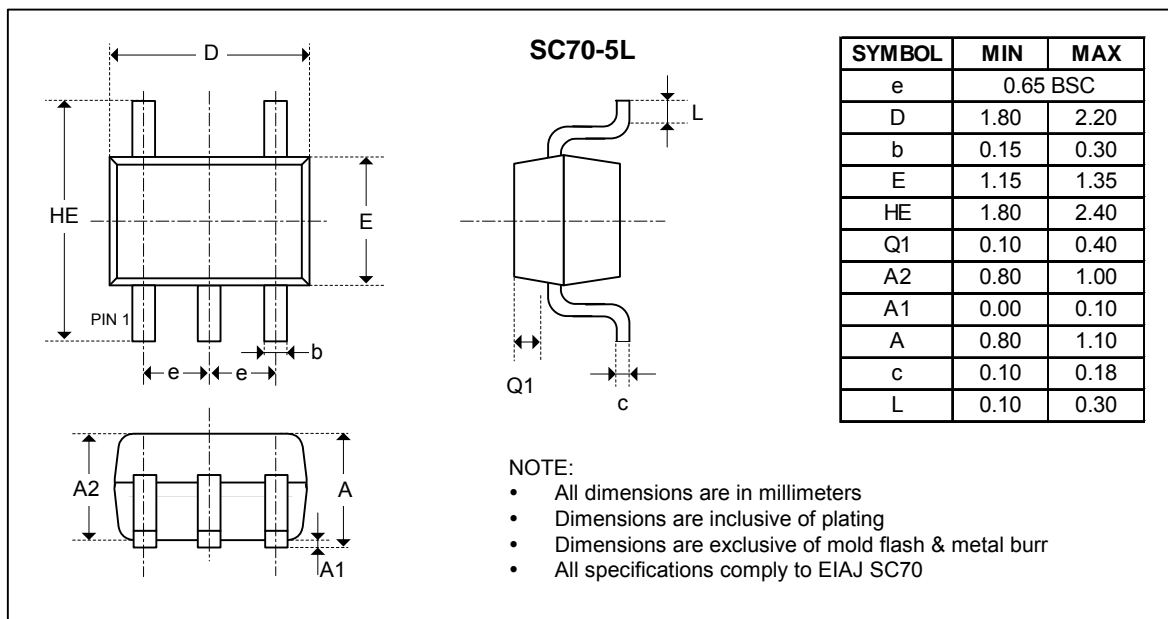 D
SC70-5L
L
HE
E
PIN 1
b
e
e
Q1
c
A2
A
A1
SYMBOL MIN MAX
e 0.65 BSC
D 1.80 2.20
b 0.15 0.30
E 1.15 1.35
HE 1.80 2.40
Q1 0.10 0.40
A2 0.80 1.00
A1 0.00 0.10
A 0.80 1.10
c 0.10 0.18
L 0.10 0.30
NOTE:
• All dimensions are in millimeters
• Dimensions are inclusive of plating
• Dimensions are exclusive of mold flash & metal burr
• All specifications comply to EIAJ SC70